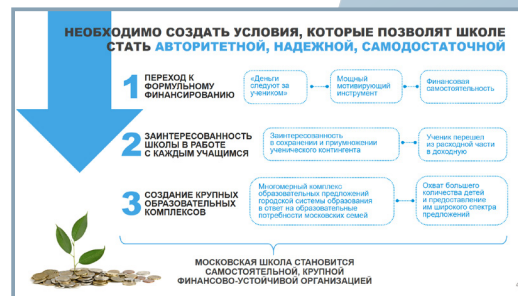 НЕОБХОДИМО СОЗДАТЬ УСЛОВИЯ, КОТОРЫЕ ПОЗВОЛЯТ ШКОЛЕ
СТАТЬ АВТОРИТЕТНОЙ, НАДЕЖНОЙ, САМОДОСТАТОЧНОЙ
1
ПЕРЕХОД К
ФОРМУЛЬНОМУ
ФИНАНСИРОВАНИЮ
«Деньги
следуют за
учеником»
Мощный
мотивирующий
инструмент
Финансовая
самостоятельность
2
ЗАИНТЕРЕСОВАННОСТЬ
ШКОЛЫ В РАБОТЕ
С КАЖДЫМ УЧАЩИМСЯ
Заинтересованность
в сохранении и приумножении
ученического контингента
Ученик перешел
из расходной части
в доходную
3
СОЗДАНИЕ КРУПНЫХ
ОБРАЗОВАТЕЛЬНЫХ
КОМПЛЕКСОВ
Многомерный комплекс
образовательных предложений
городской системы образования
в ответ на образовательные
потребности московских семей
Охват большего
количества детей
и предоставление
им широкого спектра
предложений
МОСКОВСКАЯ ШКОЛА СТАНОВИТСЯ
САМОСТОЯТЕЛЬНОЙ, КРУПНОЙ
ФИНАНСОВО-УСТОЙЧИВОЙ ОРГАНИЗАЦИЕЙ